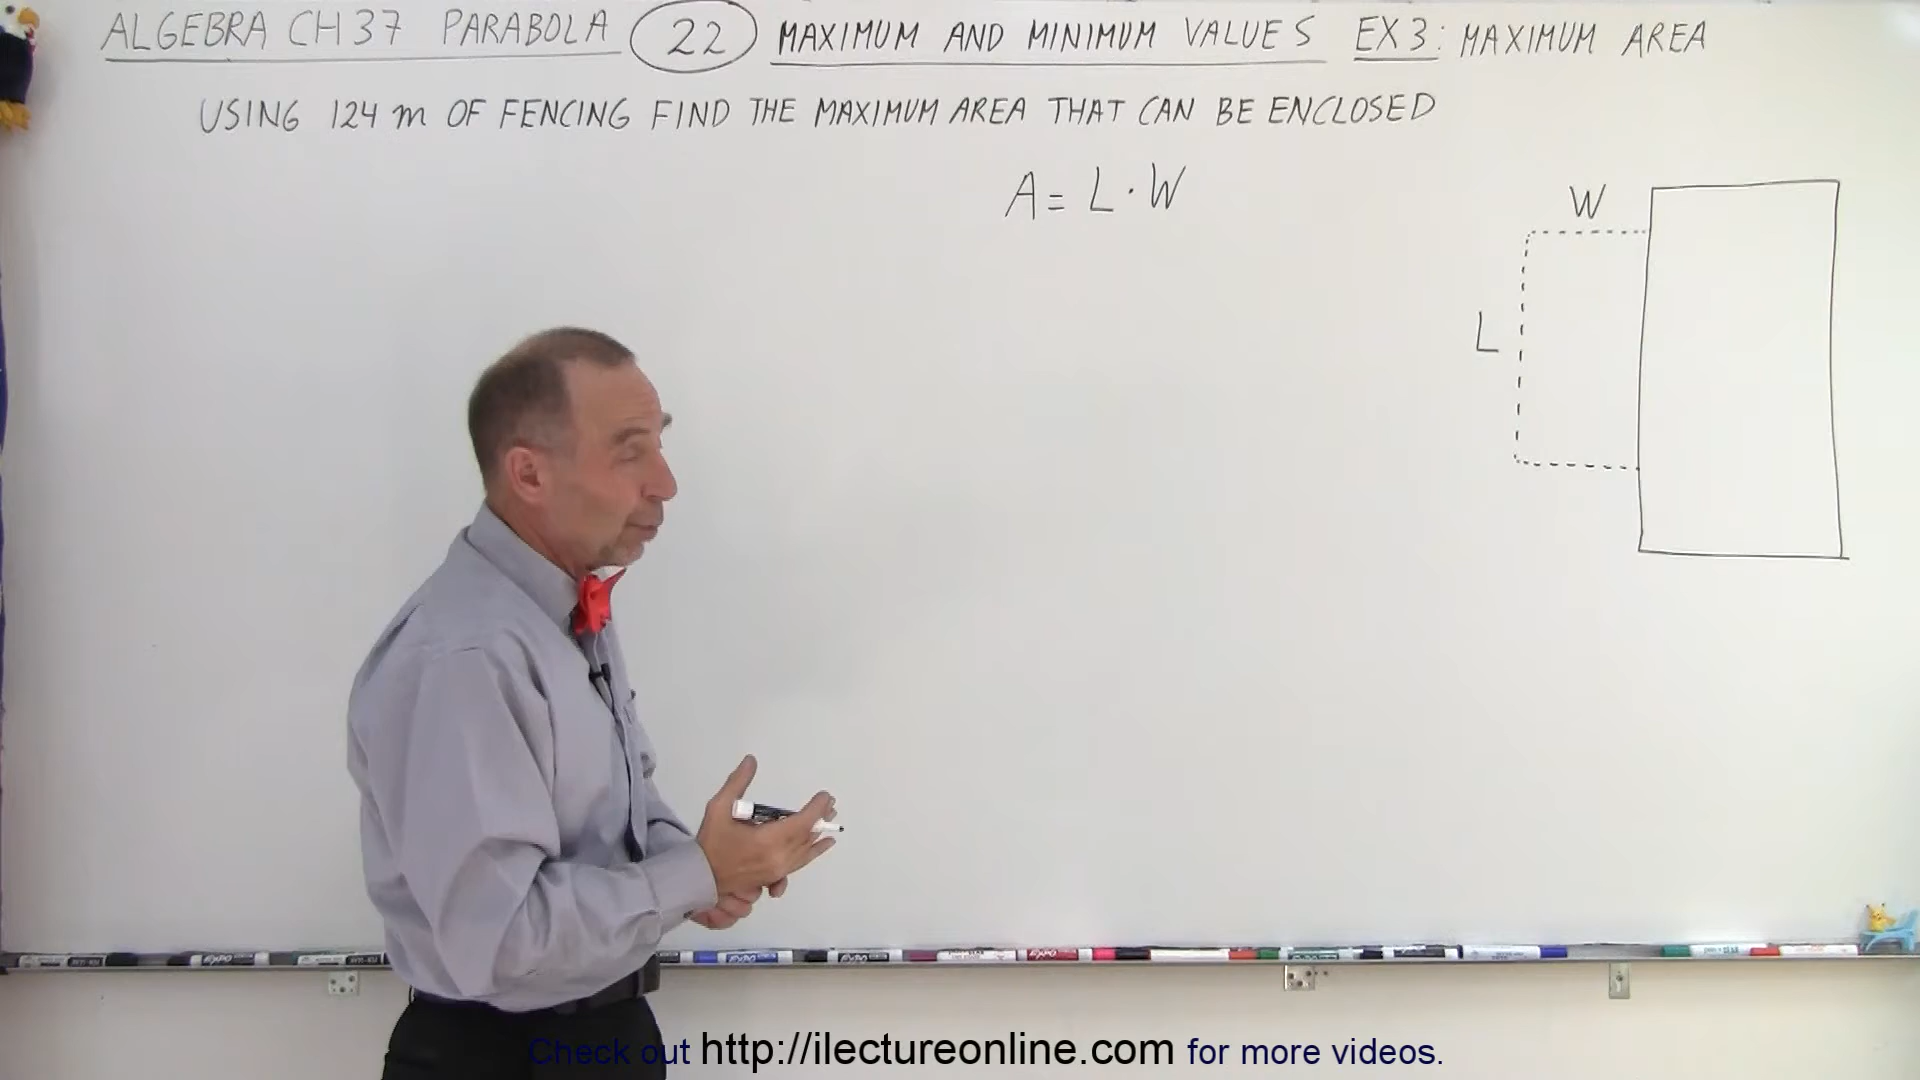 ALGEBRA CH 37 PARABOLA 22 MAXIMUM AND MINIMUM VALUES EX 3: MAXIMUM AREA
USING 124 m OF FENCING FIND THE MAXIMUM AREA THAT CAN BE ENCLOSED
A = L · W
W
L
Check out http://ilectureonline.com for more videos.